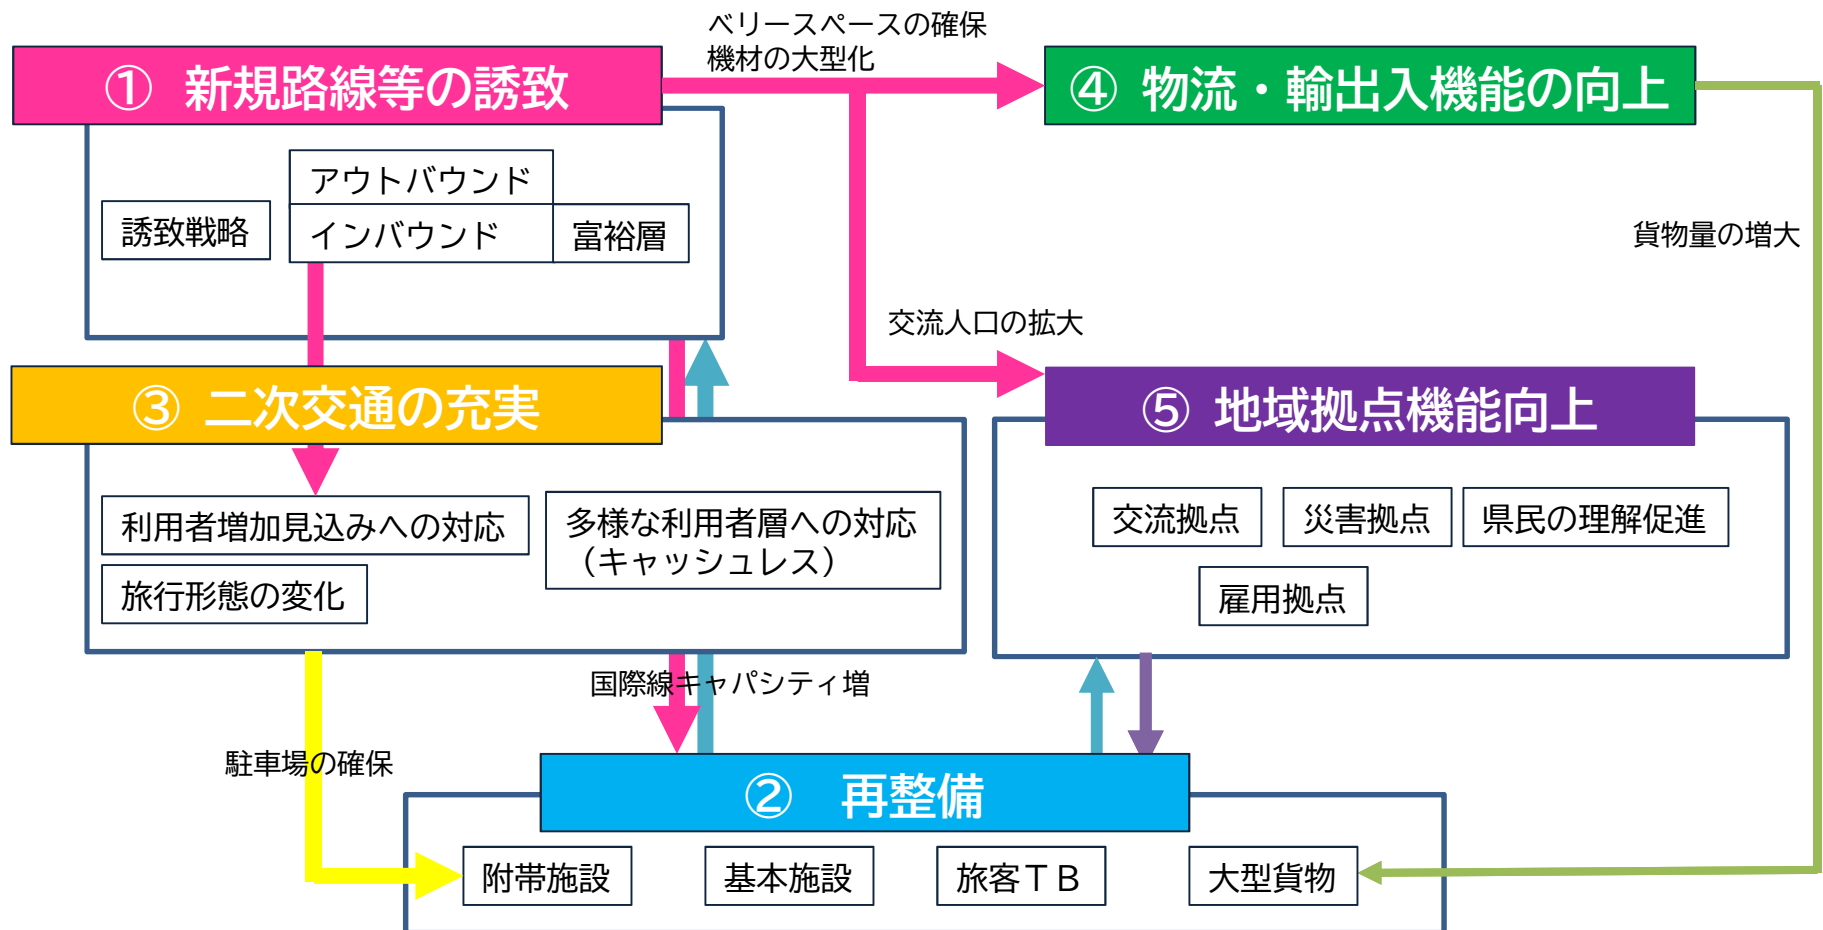 ベリースペースの確保
機材の大型化
① 新規路線等の誘致
④ 物流・輸出入機能の向上
アウトバウンド
誘致戦略
インバウンド
富裕層
貨物量の増大
交流人口の拡大
③ 二次交通の充実
⑤ 地域拠点機能向上
利用者増加見込みへの対応
多様な利用者層への対応
（キャッシュレス）
旅行形態の変化
交流拠点
災害拠点
県民の理解促進
雇用拠点
国際線キャパシティ増
駐車場の確保
② 再整備
附帯施設
基本施設
旅客ＴＢ
大型貨物